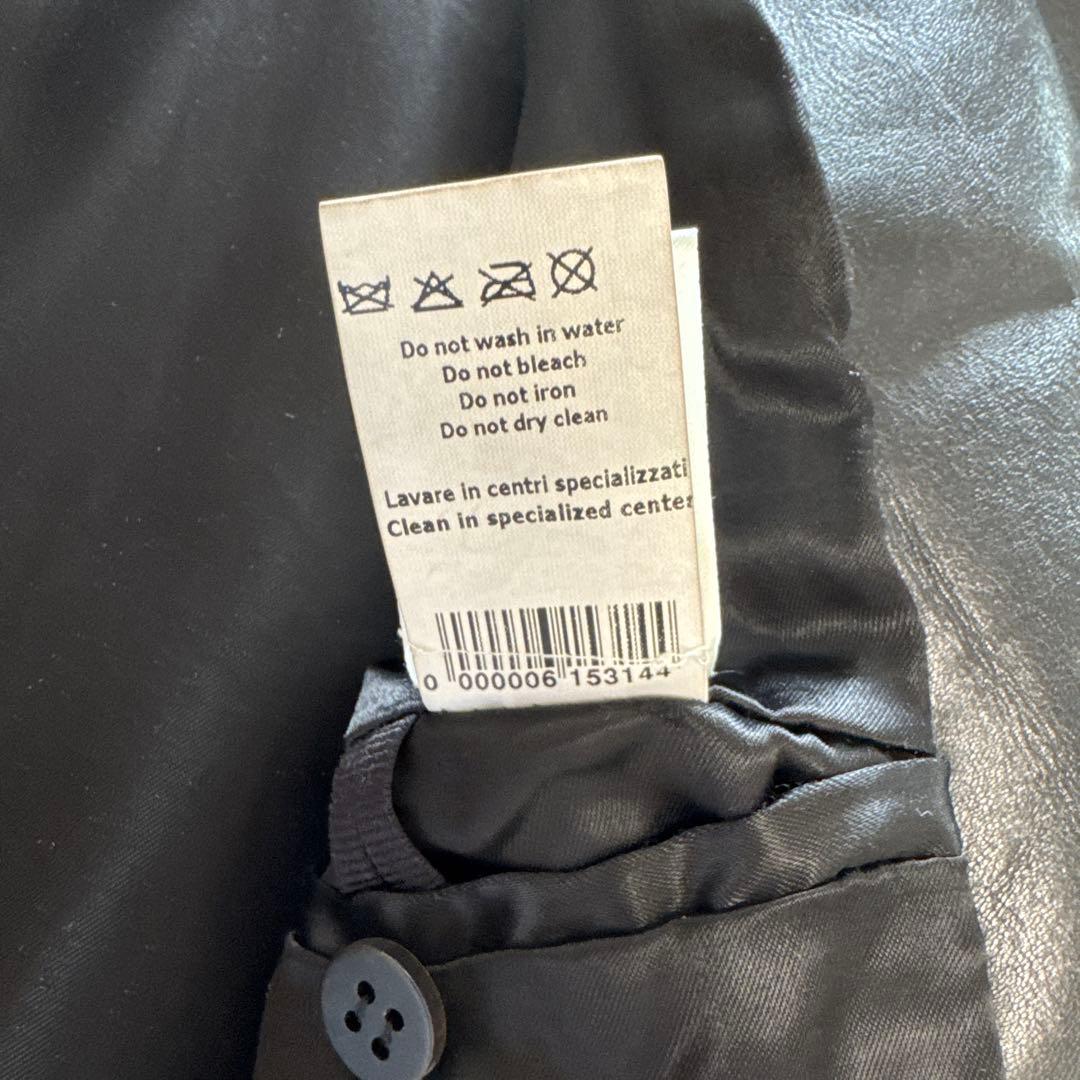 Do not wash in water
Do not bleach
Do not iron
Do not dry clean
Lavare in centri specializzati
Clean in specialized center
0 000006 153144